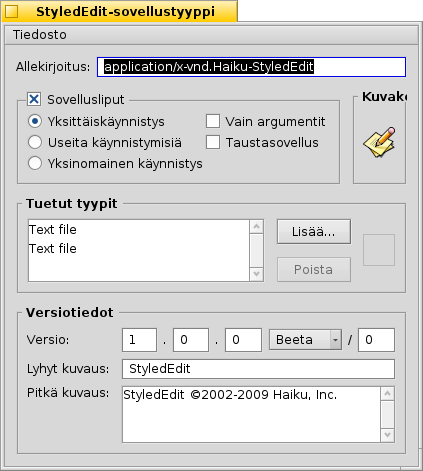 StyledEdit-sovellustyyppi
Tiedosto
Allekirjoitus: application/x-vnd.Haiku-StyledEdit
Sovellusliput
Kuvake
Yksittäiskäynnistys Vain argumentit
Useita käynnistymisiä Taustasovellus
Yksinomainen käynnistys
Tuetut tyypit
Text file
Text file
Lisää...
Poista
Versiotiedot
Versio: 1 . 0 . 0 Beeta / 0
Lyhyt kuvaus: StyledEdit
Pitkä kuvaus: StyledEdit ©2002-2009 Haiku, Inc.